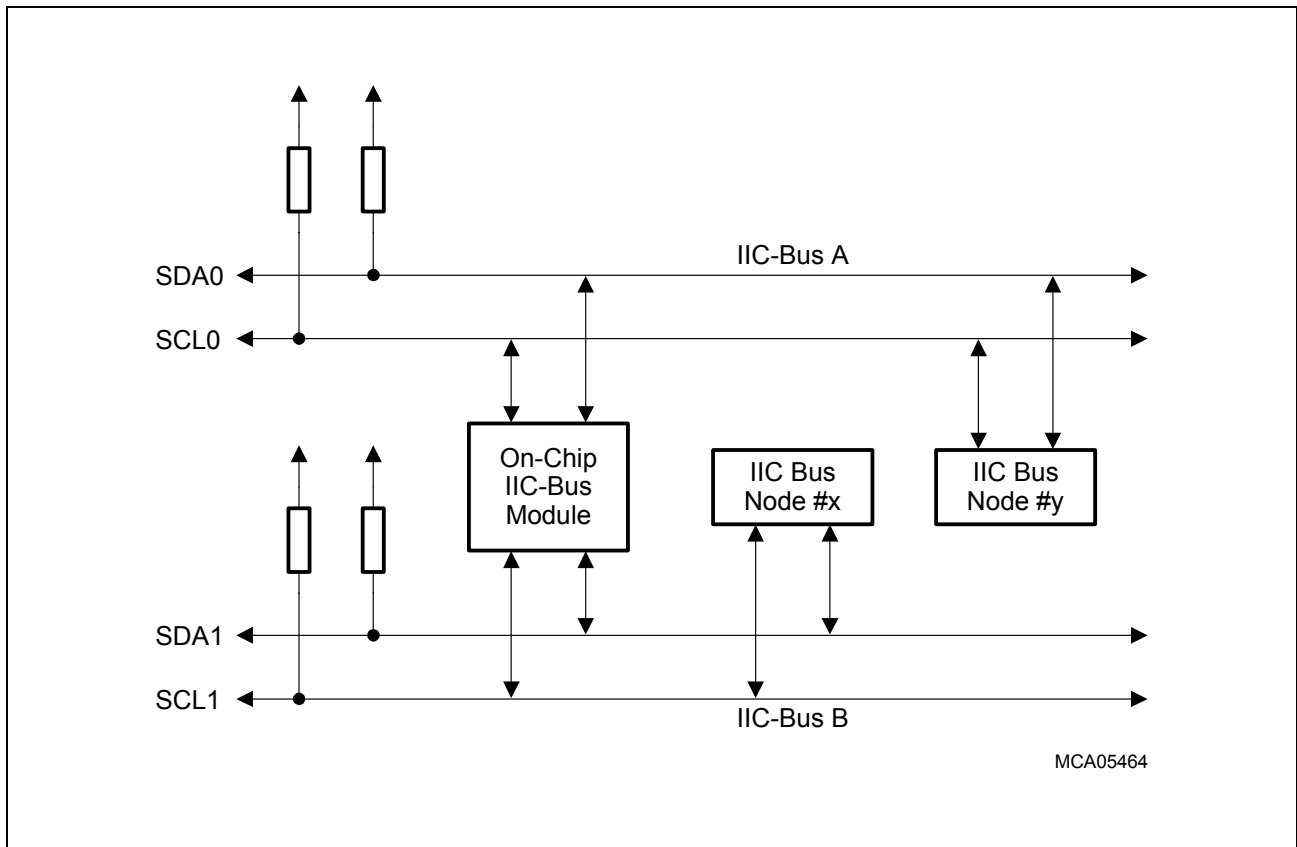 IIC-Bus A
SDA0
SCL0
On-Chip
IIC-Bus
Module
IIC Bus
Node #x
IIC Bus
Node #y
SDA1
SCL1
IIC-Bus B
MCA05464